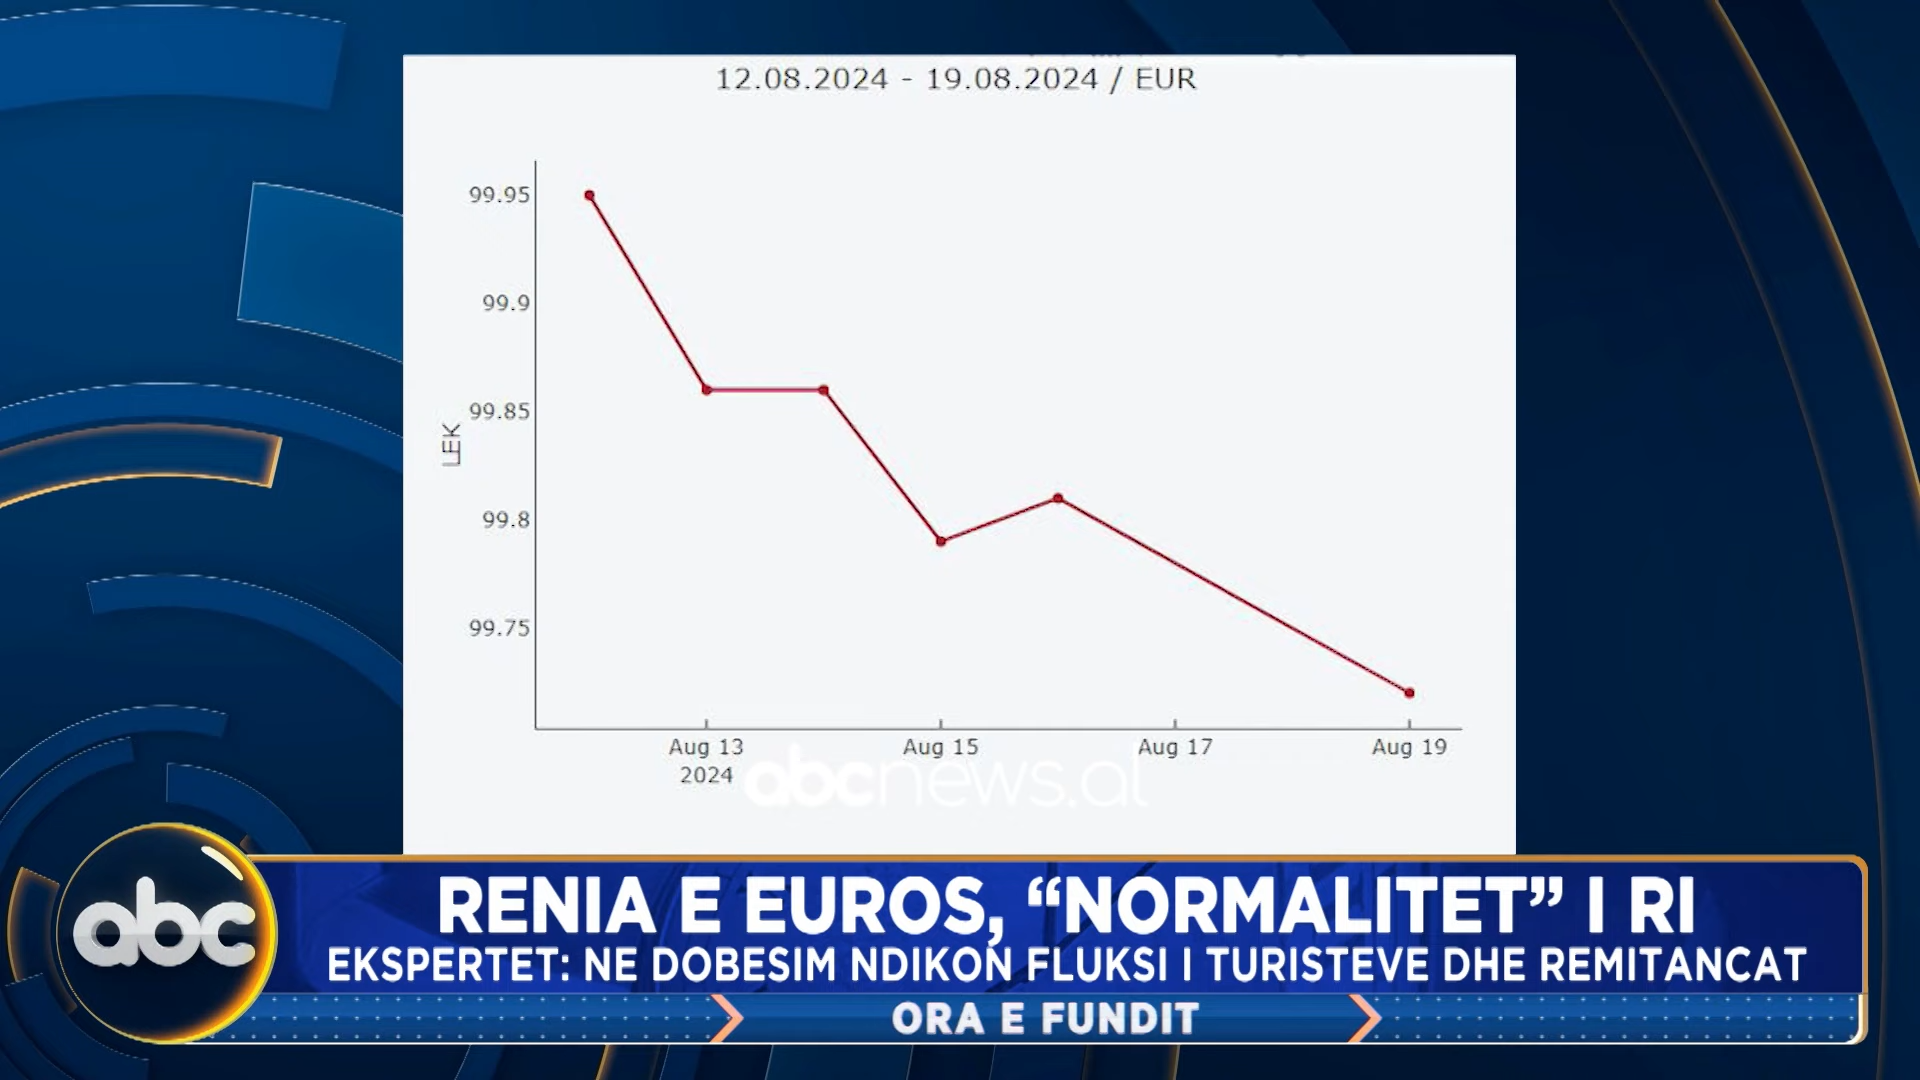 12.08.2024 - 19.08.2024 / EUR
99.95
99.9
99.85
99.8
99.75
LEK
Aug 13
2024
Aug 15
Aug 17
Aug 19
abcnews.al
abc
RENIA E EUROS, “NORMALITET” I RI
EKSPERTET: NE DOBESIM NDIKON FLUKSI I TURISTEVE DHE REMITANCAT
ORA E FUNDIT